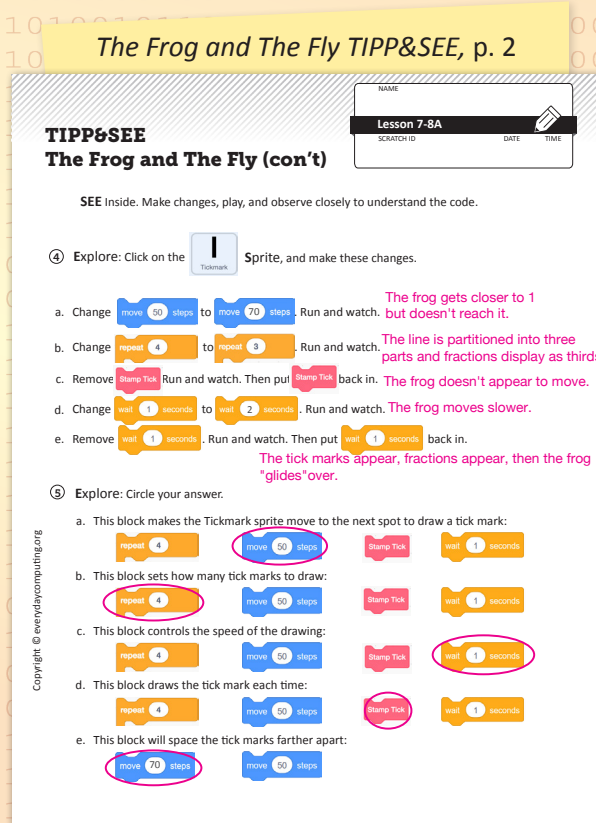 The Frog and The Fly TIPP&SEE, p. 2
NAME
Lesson 7-8A
SCRATCH ID DATE TIME
TIPP&SEE
The Frog and The Fly (con't)
SEE Inside. Make changes, play, and observe closely to understand the code.
4 Explore: Click on the Tickmark Sprite, and make these changes.
a. Change move 50 steps to move 70 steps . Run and watch. The frog gets closer to 1
but doesn't reach it.
b. Change repeat 4 to repeat 3 . Run and watch. The line is partitioned into three
parts and fractions display as thirds
c. Remove Stamp Tick Run and watch. Then put Stamp Tick back in. The frog doesn't appear to move.
d. Change wait 1 seconds to wait 2 seconds . Run and watch. The frog moves slower.
e. Remove wait 1 seconds . Run and watch. Then put wait 1 seconds back in.
The tick marks appear, fractions appear, then the frog
"glides"over.
5 Explore: Circle your answer.
a. This block makes the Tickmark sprite move to the next spot to draw a tick mark:
repeat 4 move 50 steps Stamp Tick wait 1 seconds
b. This block sets how many tick marks to draw:
repeat 4 move 50 steps Stamp Tick wait 1 seconds
c. This block controls the speed of the drawing:
repeat 4 move 50 steps Stamp Tick wait 1 seconds
d. This block draws the tick mark each time:
repeat 4 move 50 steps Stamp Tick wait 1 seconds
e. This block will space the tick marks farther apart:
move 70 steps move 50 steps
Copyright © everydaycomputing.org